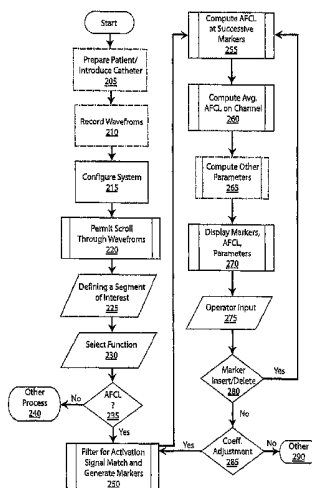 Start
Prepare Patient/
Introduce Catheter
205
Record Wavefroms
210
Configure System
215
Permit Scroll
Through Wavefroms
220
Defining a Segment
of Interest
225
Select Function
230
AFCL
?
235
No
Other
Process
240
Yes
Filter for Activation
Signal Match and
Generate Markers
250
Compute AFCL
at Successive
Markers
255
Compute Avg.
AFCL on Channel
260
Compute Other
Parameters
265
Display Markers,
AFCL,
Parameters
270
Operator Input
275
Marker
Insert/Delete
280
Yes
No
Coeff.
Adjustment
285
Yes
No
Other
290